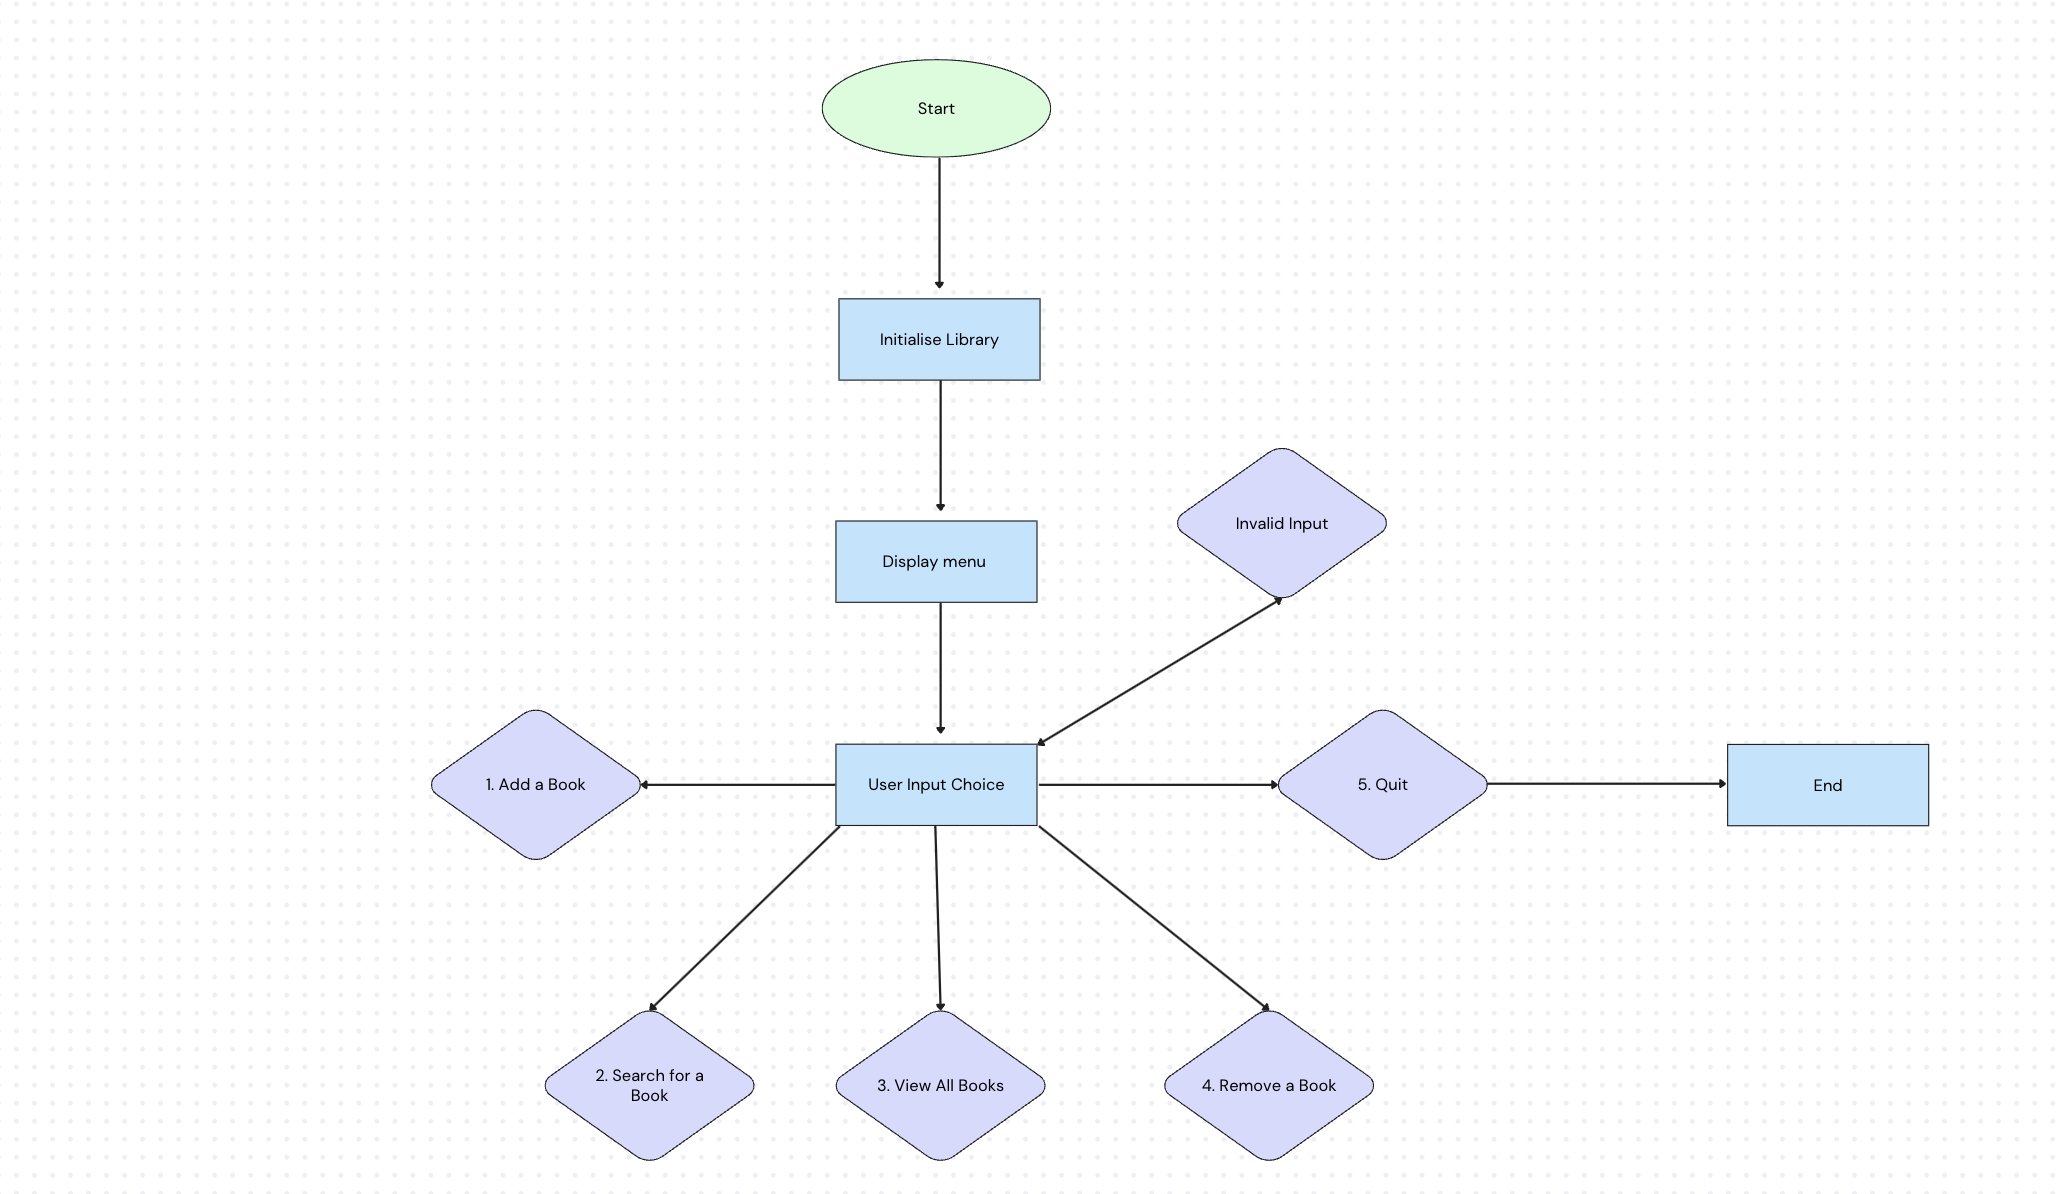 Start
Initialise Library
Invalid Input
Display menu
1. Add a Book
User Input Choice
5. Quit
End
2. Search for a
Book
3. View All Books
4. Remove a Book